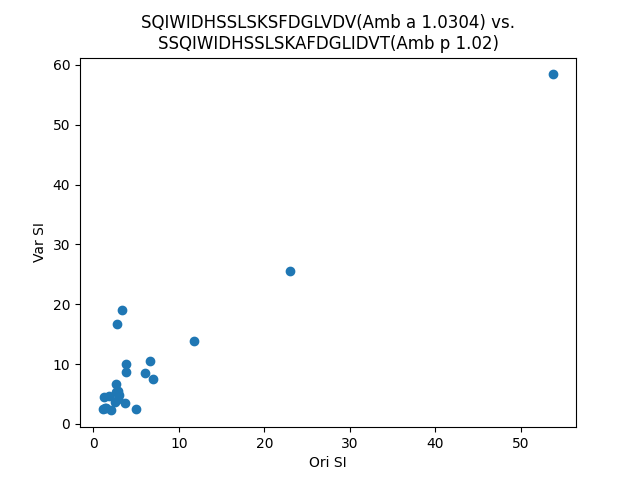 SQIWIDHSSLSKSFDGLVDV(Amb a 1.0304) vs.
SSQIWIDHSSLSKAFDGLIDVT(Amb p 1.02)
60
50
40
30
20
10
0
Var SI
0 10 20 30 40 50
Ori SI